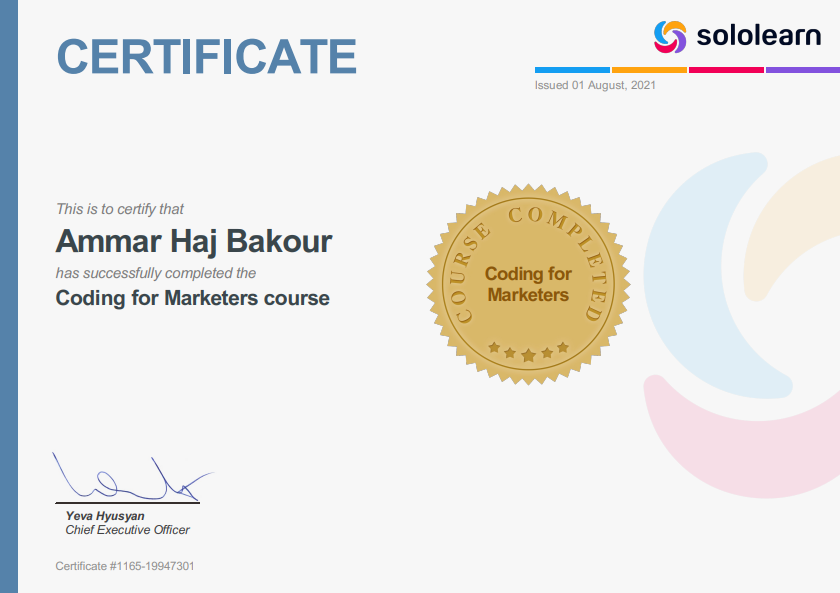 CERTIFICATE
sololearn
Issued 01 August, 2021
This is to certify that
Ammar Haj Bakour
has successfully completed the
Coding for Marketers course
COURSE COMPLETED
Coding for
Marketers
Yeva Hyusyan
Chief Executive Officer
Certificate #1165-19947301